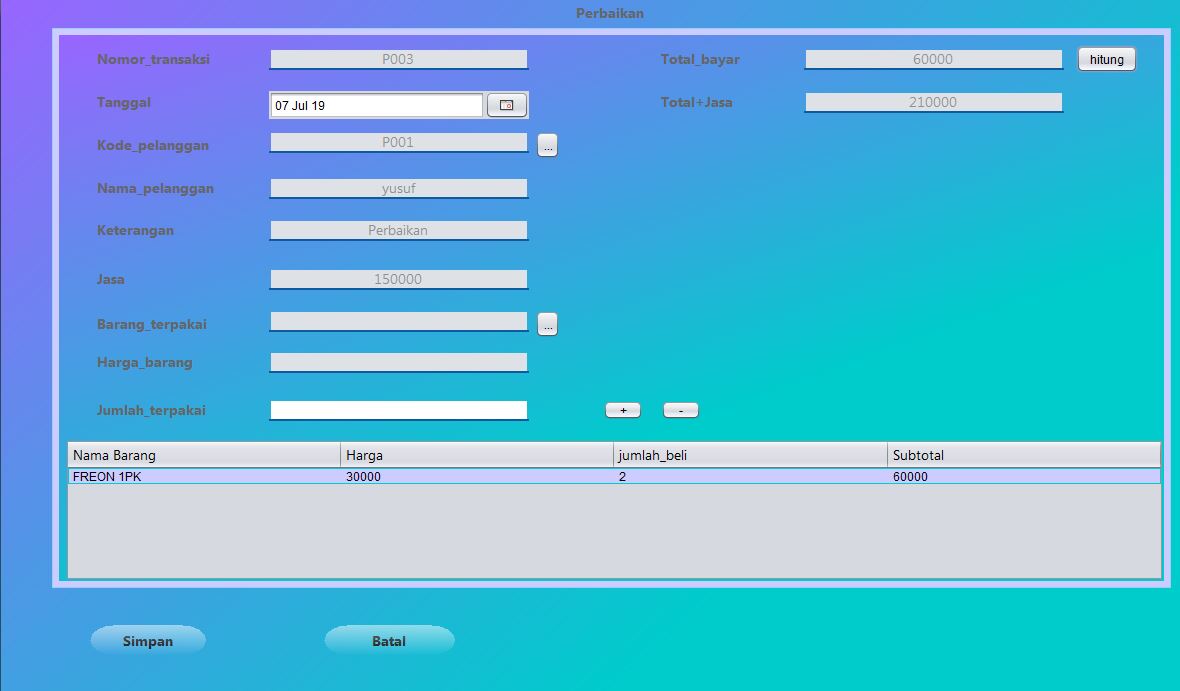 Perbaikan
Nomor_transaksi P003 Total_bayar 60000 hitung
Tanggal 07 Jul 19 Total+Jasa 210000
Kode_pelanggan P001 ...
Nama_pelanggan yusuf
Keterangan Perbaikan
Jasa 150000
Barang_terpakai ...
Harga_barang
Jumlah_terpakai + -
Nama Barang Harga jumlah_beli Subtotal
FREON 1PK 30000 2 60000
Simpan Batal